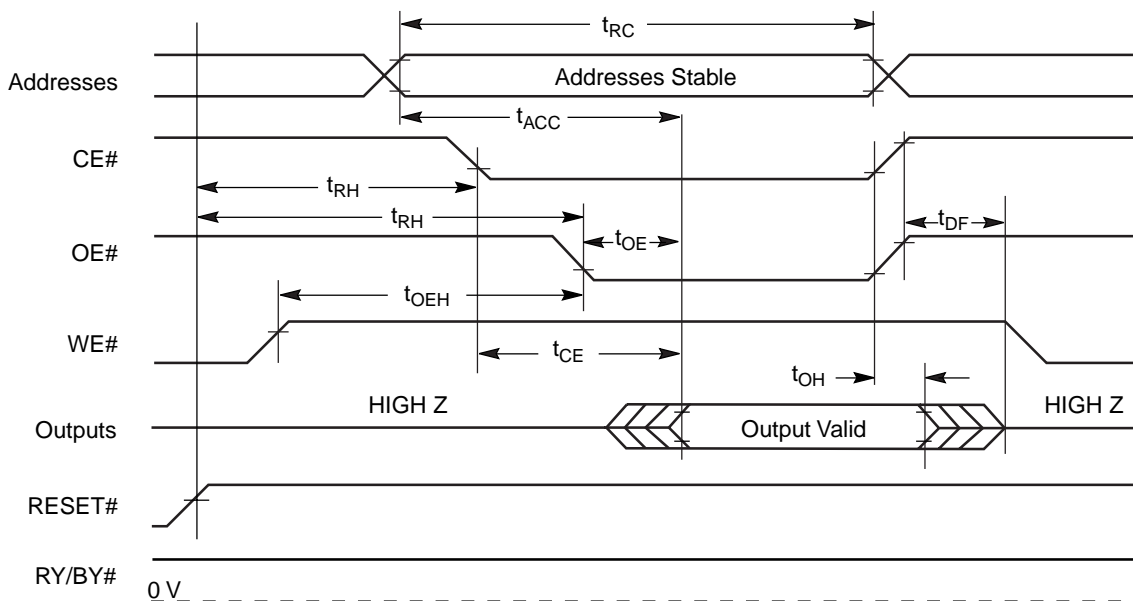 tRC
Addresses
Addresses Stable
tACC
CE#
tRH
tRH
tDF
OE#
tOE
tOEH
WE#
tCE
tOH
HIGH Z
HIGH Z
Outputs
Output Valid
RESET#
RY/BY#
0 V